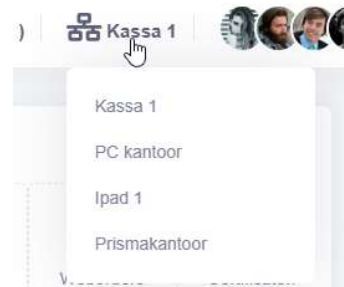 ) Kassa 1
Kassa 1
PC kantoor
Ipad 1
Prismakantoor